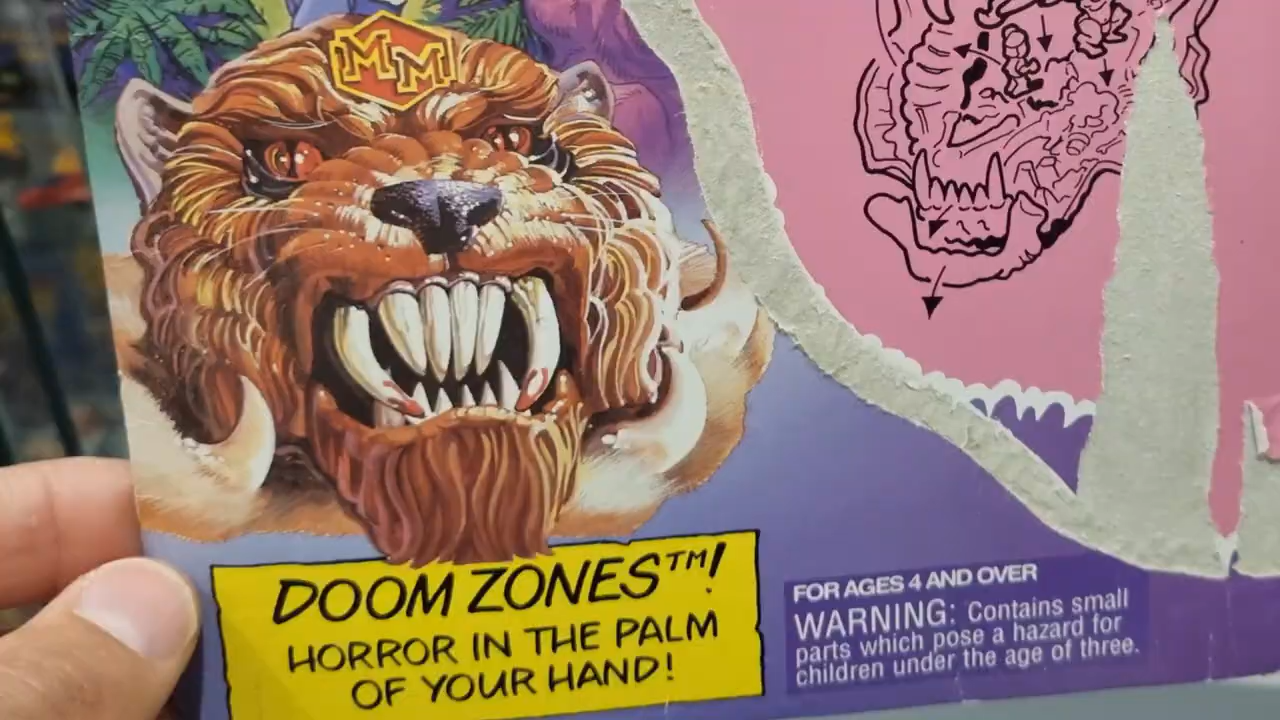 MM
DOOM ZONES™!
HORROR IN THE PALM
OF YOUR HAND!
FOR AGES 4 AND OVER
WARNING: Contains small
parts which pose a hazard for
children under the age of three.